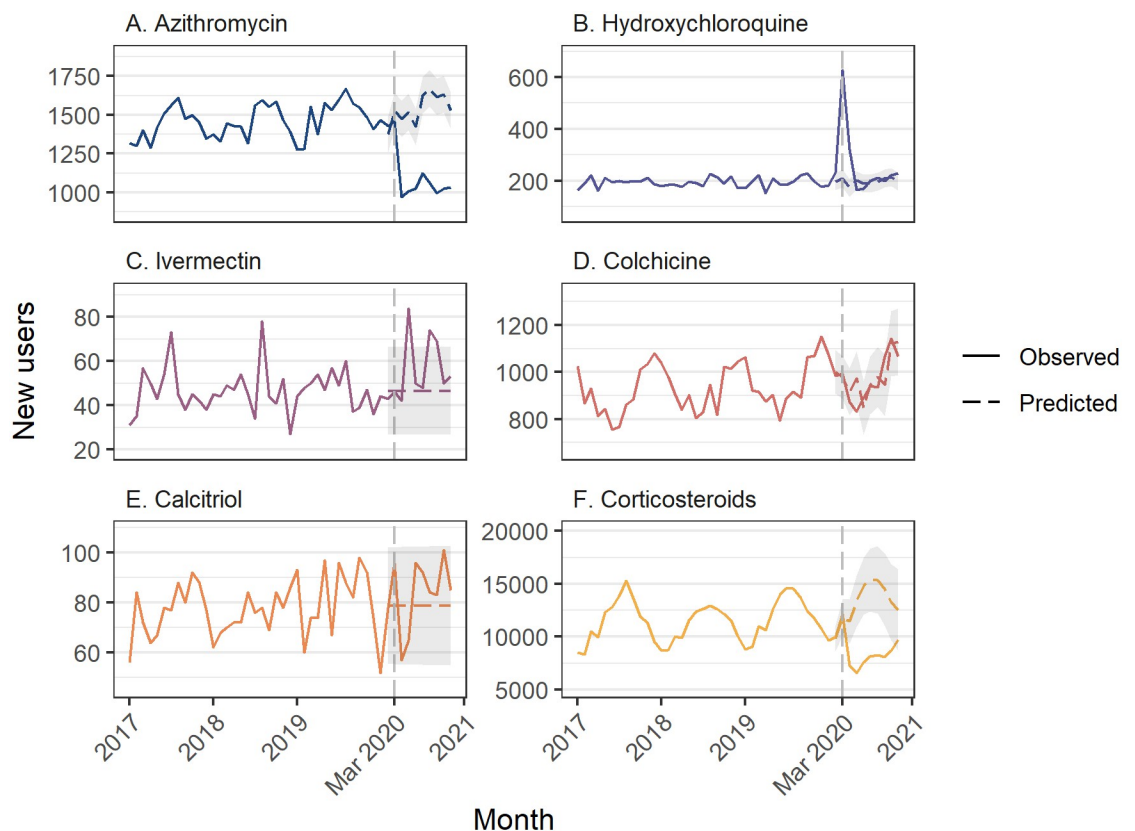 A. Azithromycin
B. Hydroxychloroquine
1750
1500
1250
1000
600
400
200
C. Ivermectin
D. Colchicine
80
60
40
20
1200
1000
800
New users
Observed
Predicted
E. Calcitriol
F. Corticosteroids
100
80
60
20000
15000
10000
5000
2017
2018
2019
Mar 2020
2021
2017
2018
2019
Mar 2020
2021
Month